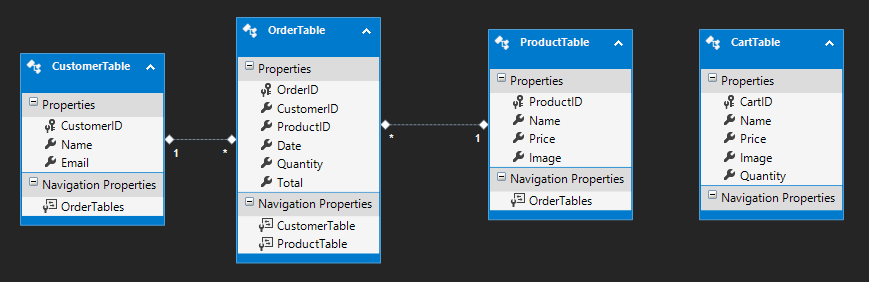 CustomerTable
Properties
CustomerID
Name
Email
Navigation Properties
OrderTables
1
*
OrderTable
Properties
OrderID
CustomerID
ProductID
Date
Quantity
Total
Navigation Properties
CustomerTable
ProductTable
*
1
ProductTable
Properties
ProductID
Name
Price
Image
Navigation Properties
OrderTables
CartTable
Properties
CartID
Name
Price
Image
Quantity
Navigation Properties